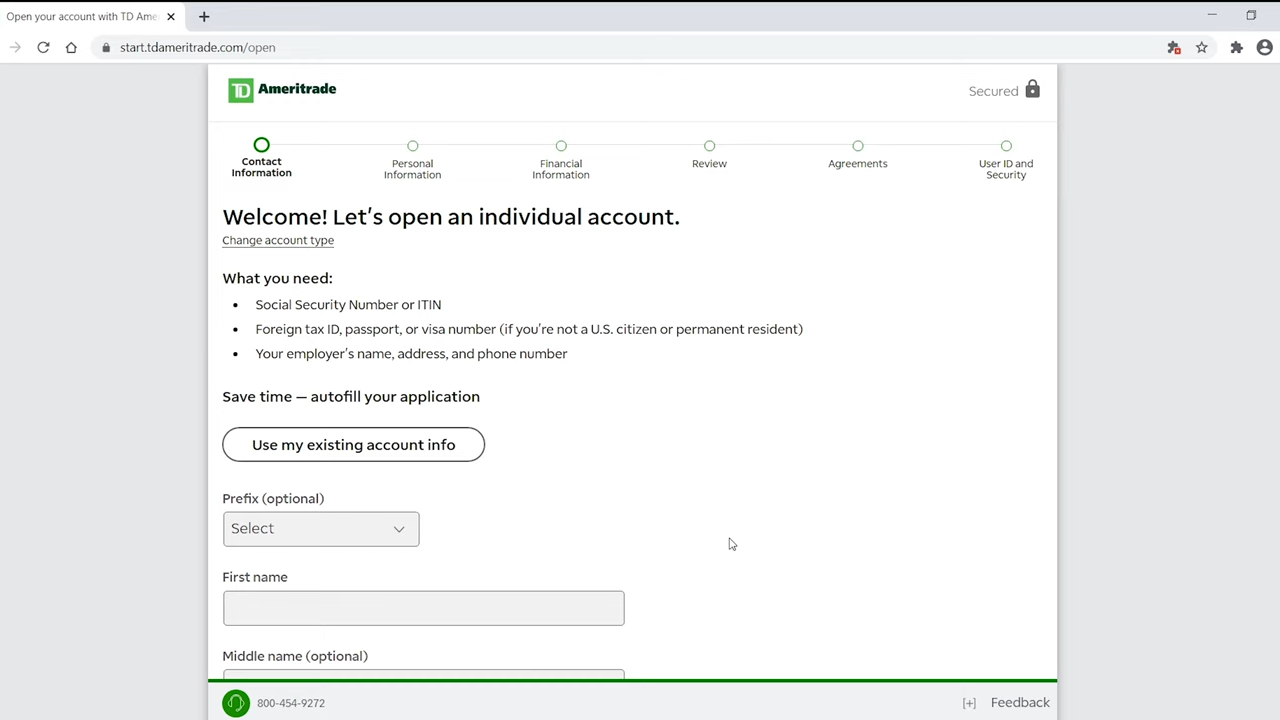 Open your account with TD Ame
start.tdameritrade.com/open
TD Ameritrade
Secured
Contact Information
Personal Information
Financial Information
Review
Agreements
User ID and Security
Welcome! Let's open an individual account.
Change account type
What you need:
• Social Security Number or ITIN
• Foreign tax ID, passport, or visa number (if you're not a U.S. citizen or permanent resident)
• Your employer's name, address, and phone number
Save time — autofill your application
Use my existing account info
Prefix (optional)
Select
First name
Middle name (optional)
800-454-9272
[+] Feedback